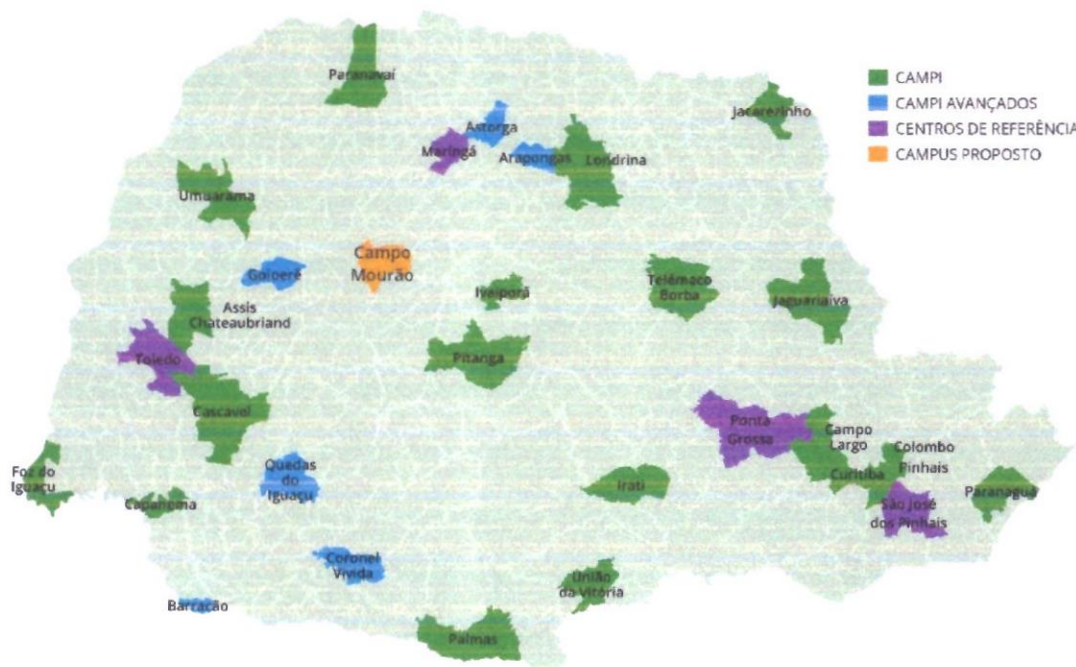 Paranavaí
CAMPI
CAMPI AVANÇADOS
CENTROS DE REFERÊNCIA
CAMPUS PROPOSTO
Jacarezinho
Astorga
Maringá
Arapongas
Londrina
Umuarama
Campo
Mourão
Goioerê
Ivaiporã
Telêmaco
Borba
Jaguariaíva
Assis
Chateaubriand
Toledo
Pitanga
Cascavel
Ponta
Grossa
Campo
Largo
Colombo
Pinhais
Curitiba
Foz do
Iguaçu
Quedas
do
Iguaçu
Capanema
Irati
Paranaguá
São José
dos Pinhais
Coronel
Vivida
União
da Vitória
Barracão
Palmas